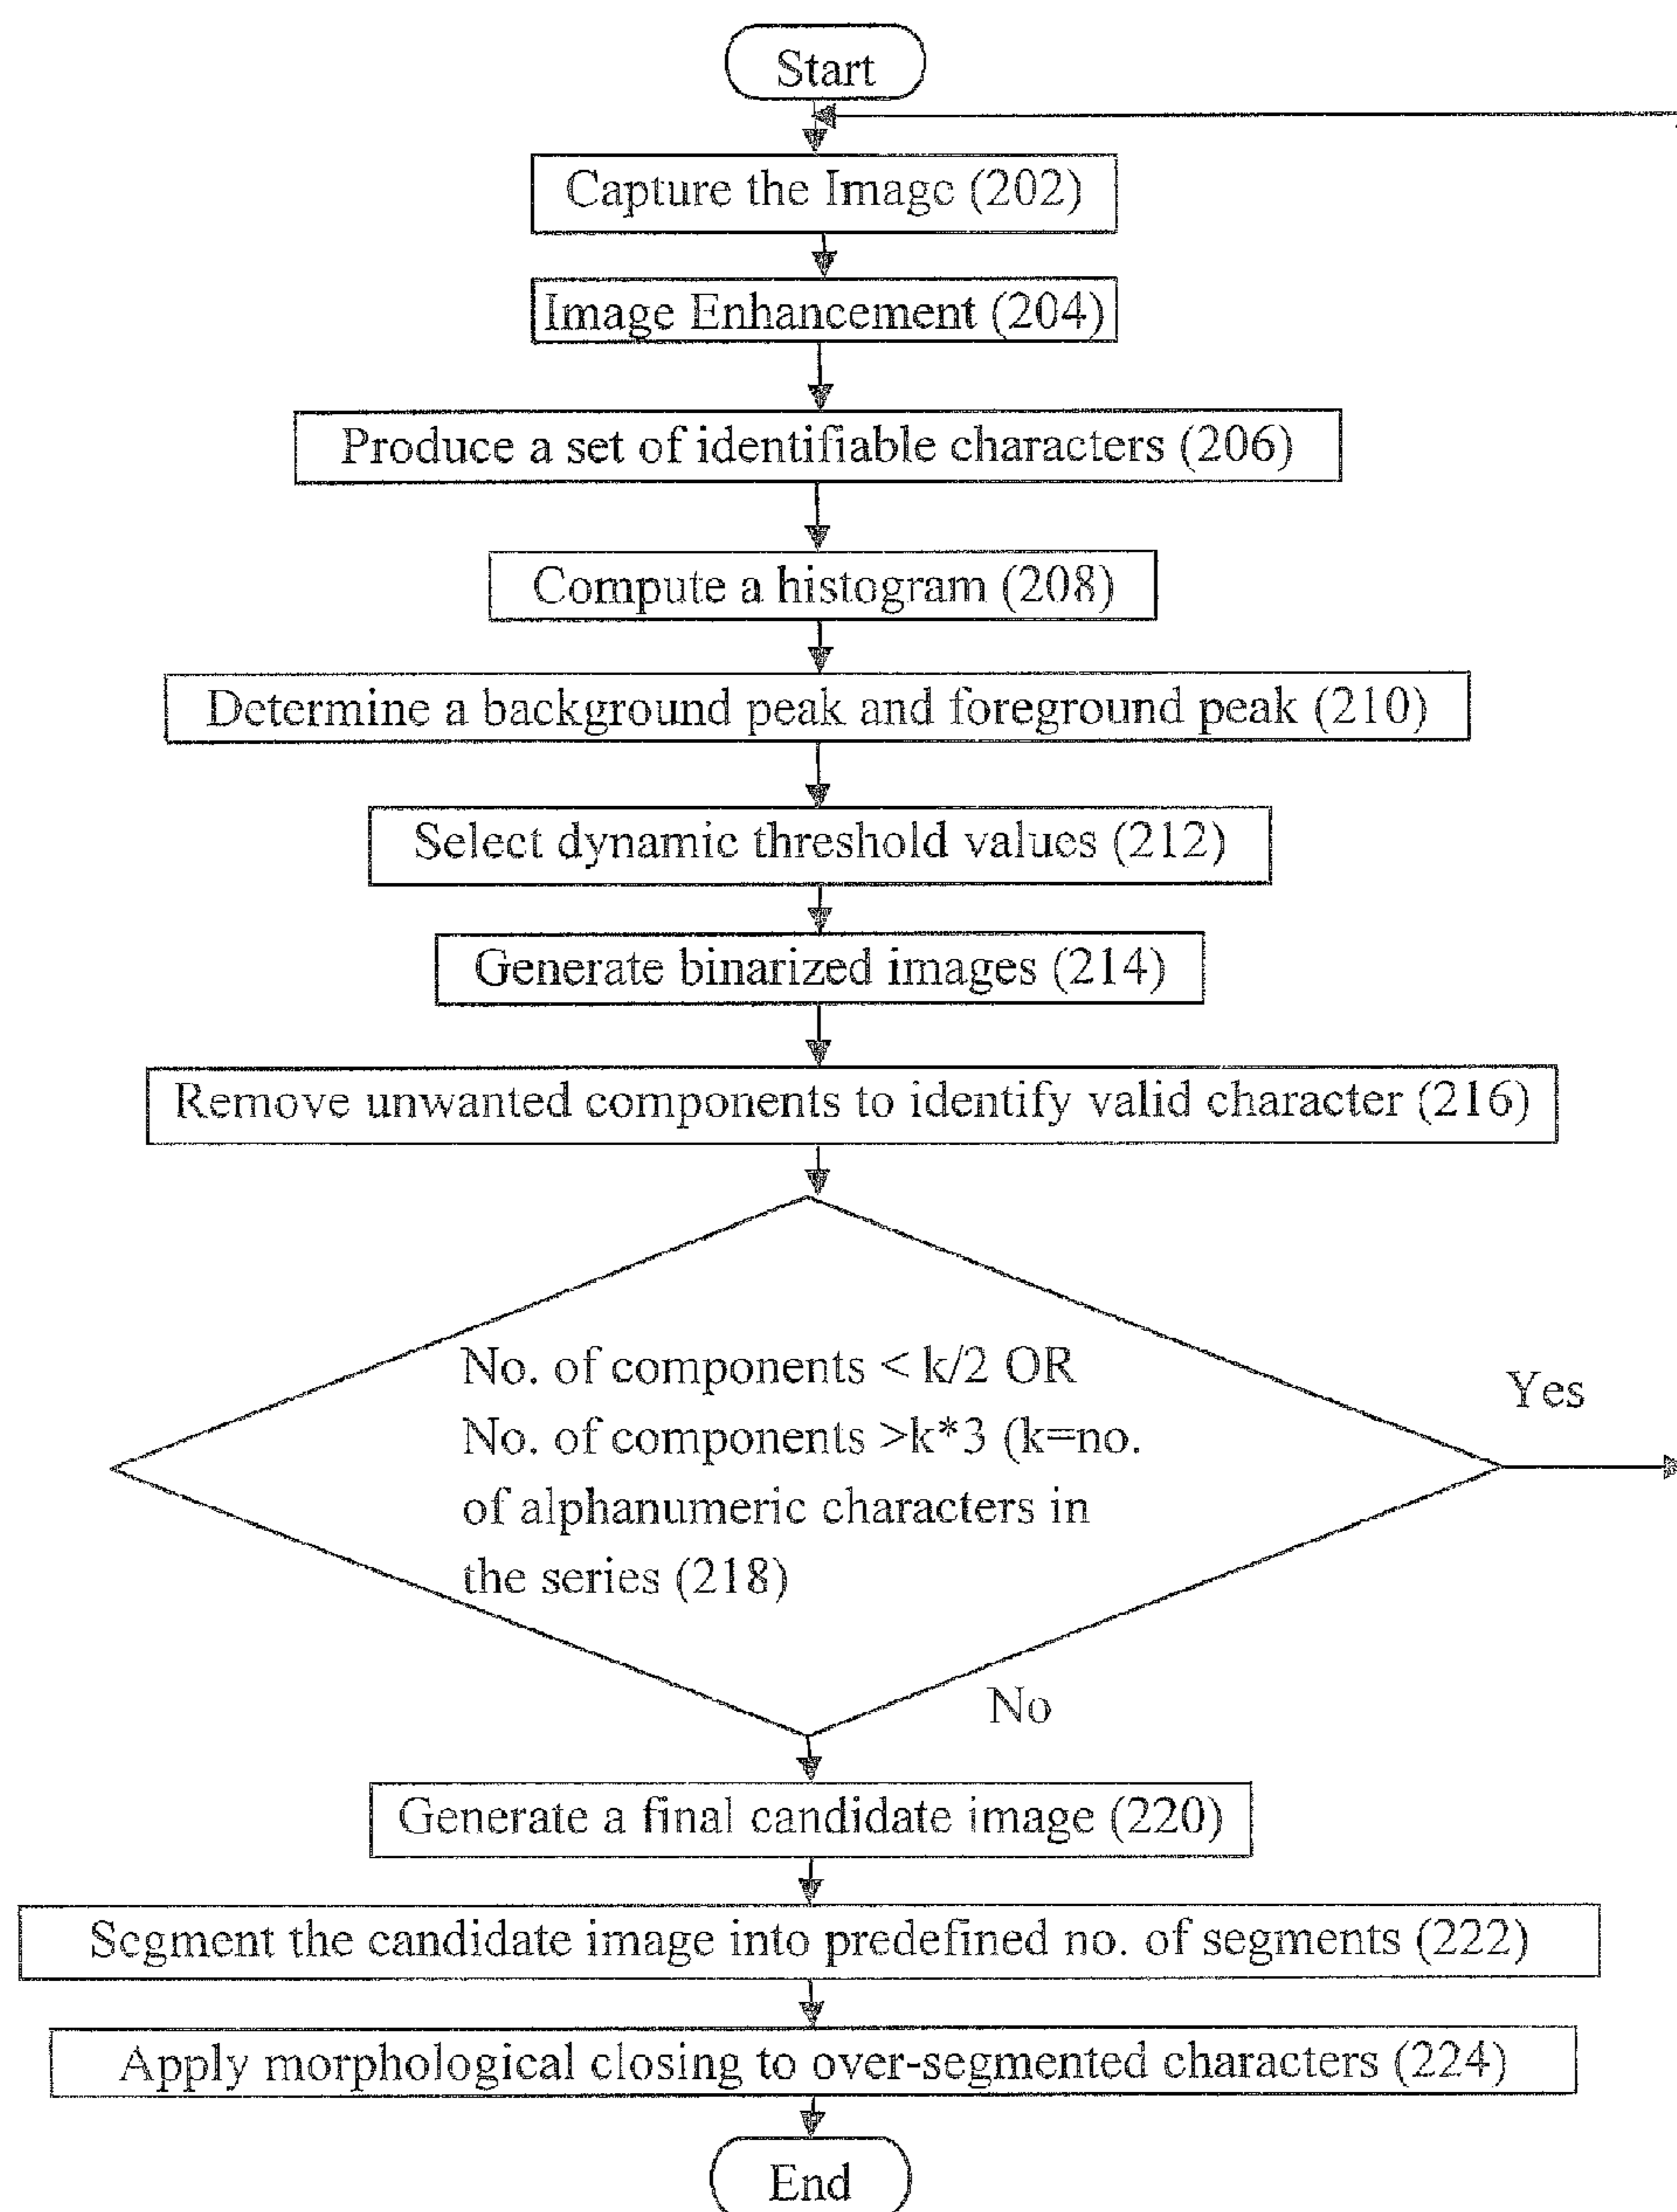 Start
Capture the Image (202)
Image Enhancement (204)
Produce a set of identifiable characters (206)
Compute a histogram (208)
Determine a background peak and foreground peak (210)
Select dynamic threshold values (212)
Generate binarized images (214)
Remove unwanted components to identify valid character (216)
No. of components < k/2 OR
No. of components >k*3 (k=no.
of alphanumeric characters in
the series (218)
Yes
No
Generate a final candidate image (220)
Segment the candidate image into predefined no. of segments (222)
Apply morphological closing to over-segmented characters (224)
End